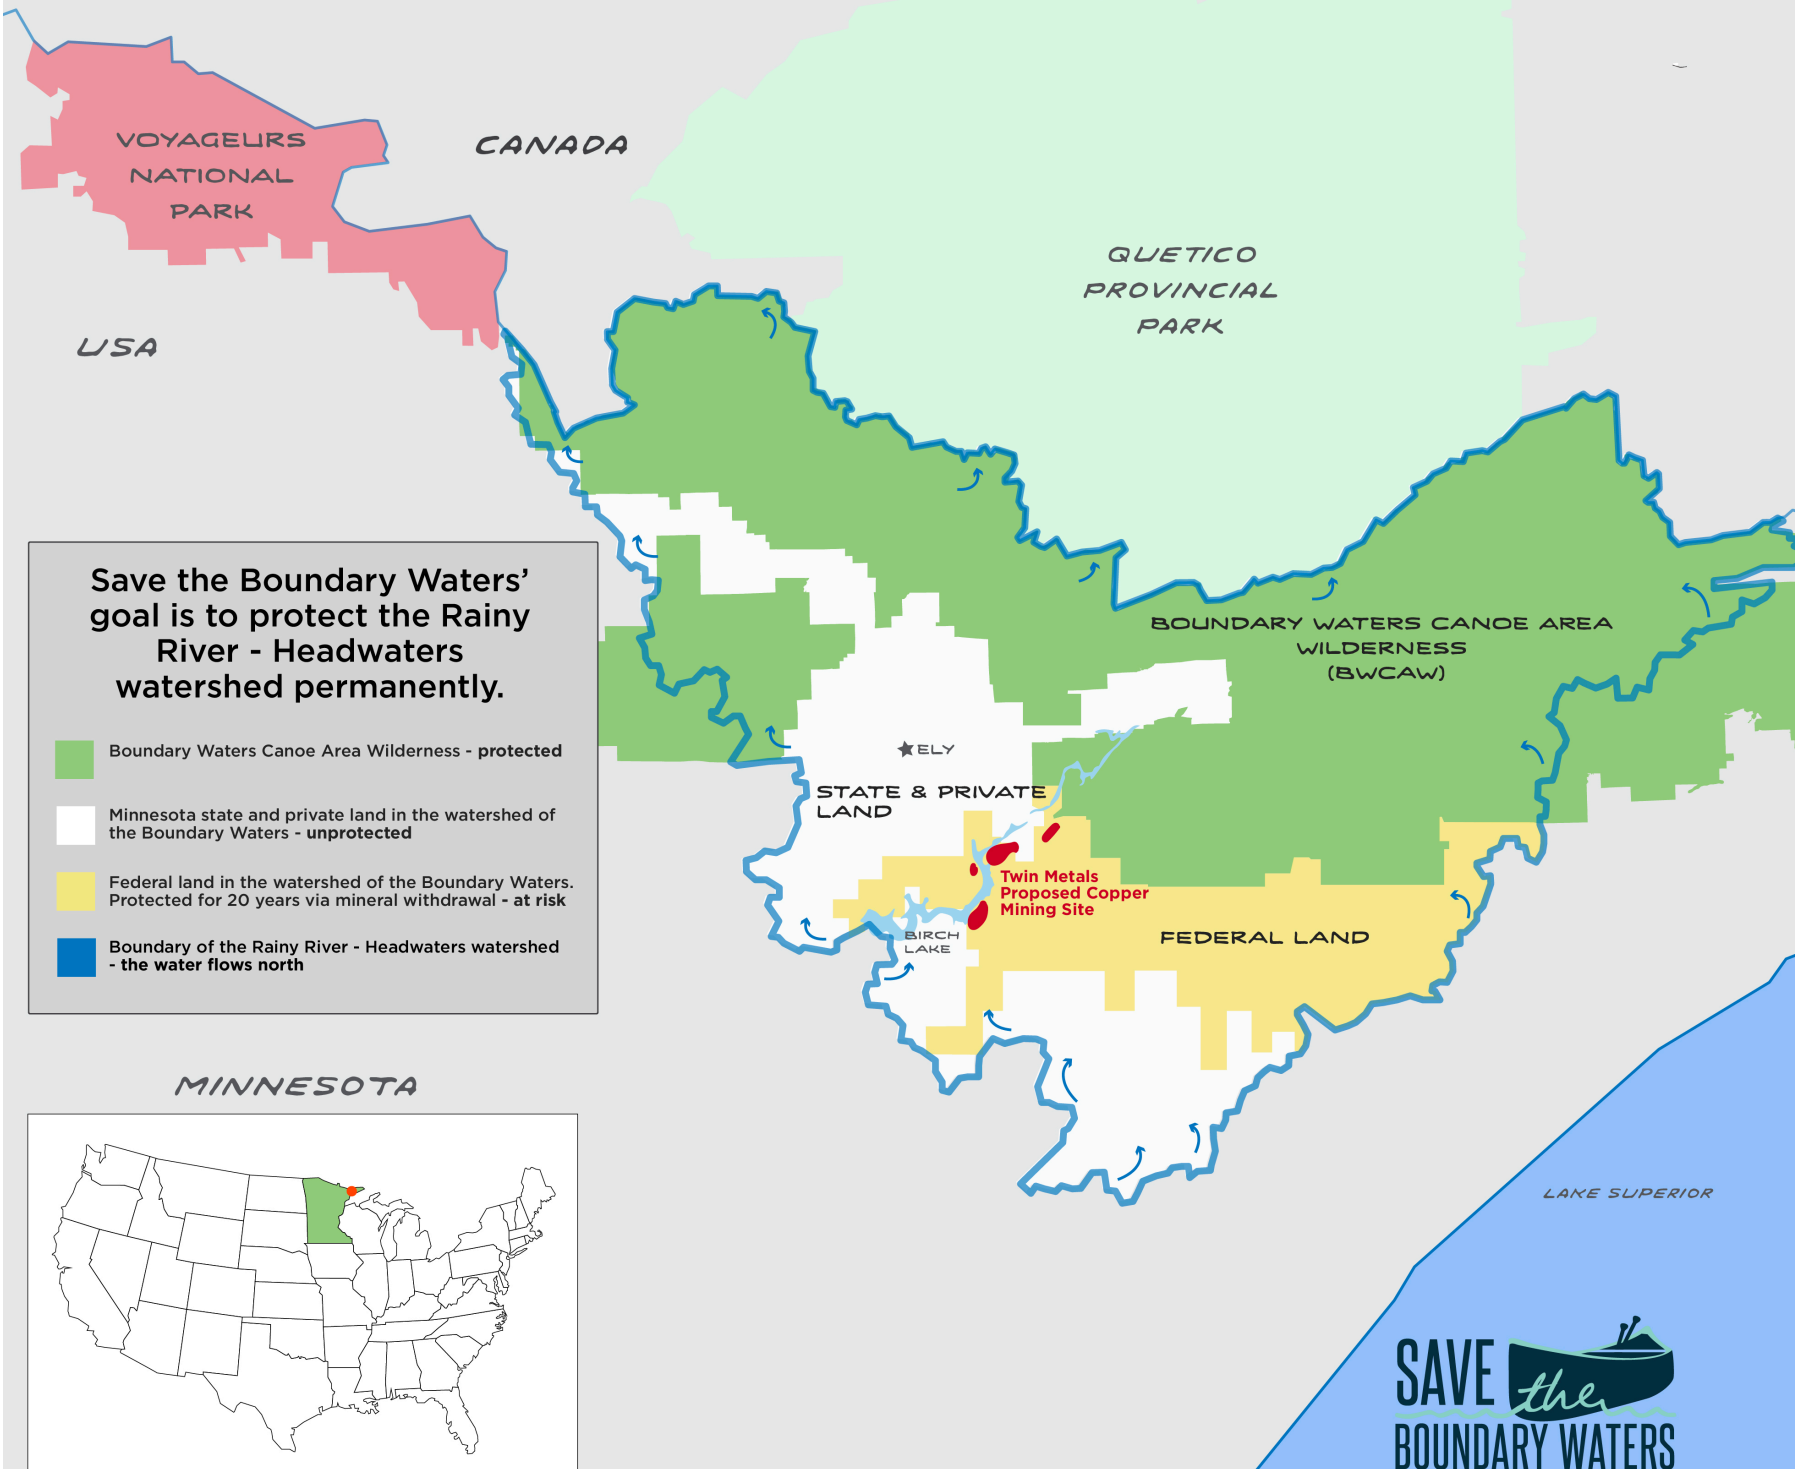 VOYAGEURS
NATIONAL
PARK
CANADA
USA
QUETICO
PROVINCIAL
PARK
BOUNDARY WATERS CANOE AREA
WILDERNESS
(BWCAW)
Save the Boundary Waters’
goal is to protect the Rainy
River - Headwaters
watershed permanently.
Boundary Waters Canoe Area Wilderness - protected
Minnesota state and private land in the watershed of
the Boundary Waters - unprotected
Federal land in the watershed of the Boundary Waters.
Protected for 20 years via mineral withdrawal - at risk
Boundary of the Rainy River - Headwaters watershed
- the water flows north
ELY
STATE & PRIVATE
LAND
Twin Metals
Proposed Copper
Mining Site
BIRCH
LAKE
FEDERAL LAND
MINNESOTA
LAKE SUPERIOR
SAVE the
BOUNDARY WATERS